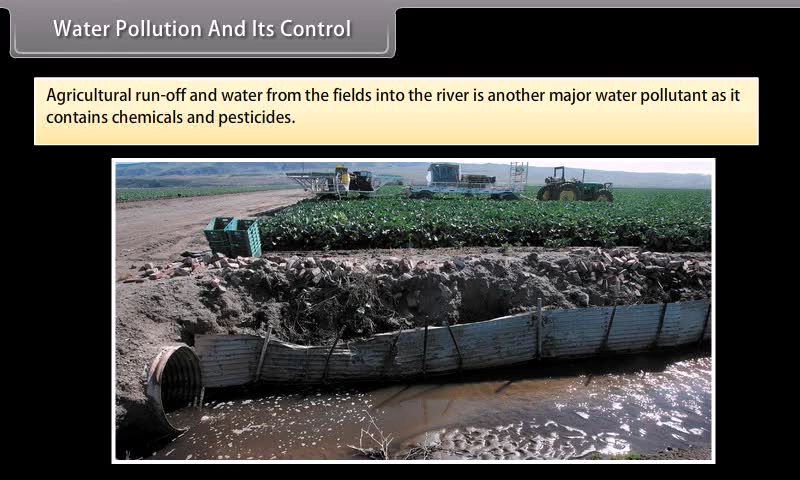 Water Pollution And Its Control
Agricultural run-off and water from the fields into the river is another major water pollutant as it
contains chemicals and pesticides.